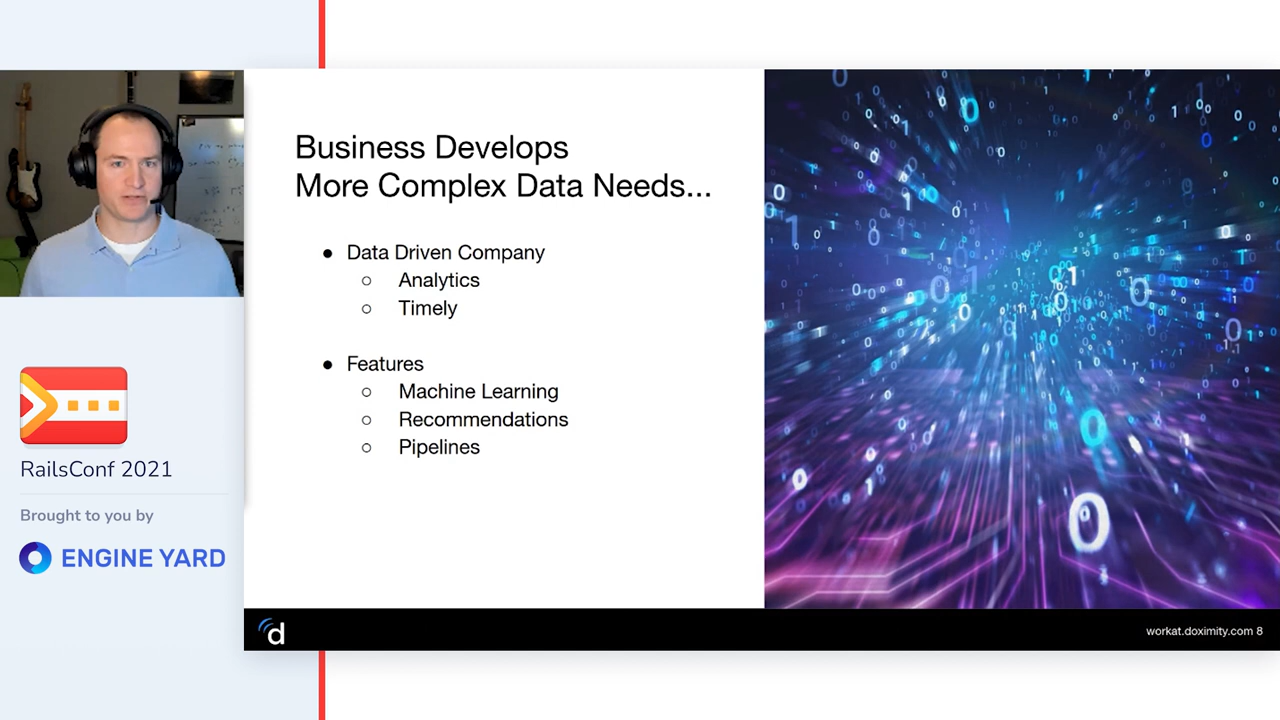 Business Develops
More Complex Data Needs...
● Data Driven Company
○ Analytics
○ Timely
● Features
○ Machine Learning
○ Recommendations
○ Pipelines
RailsConf 2021
Brought to you by
ENGINE YARD
d
workat.doximity.com 8